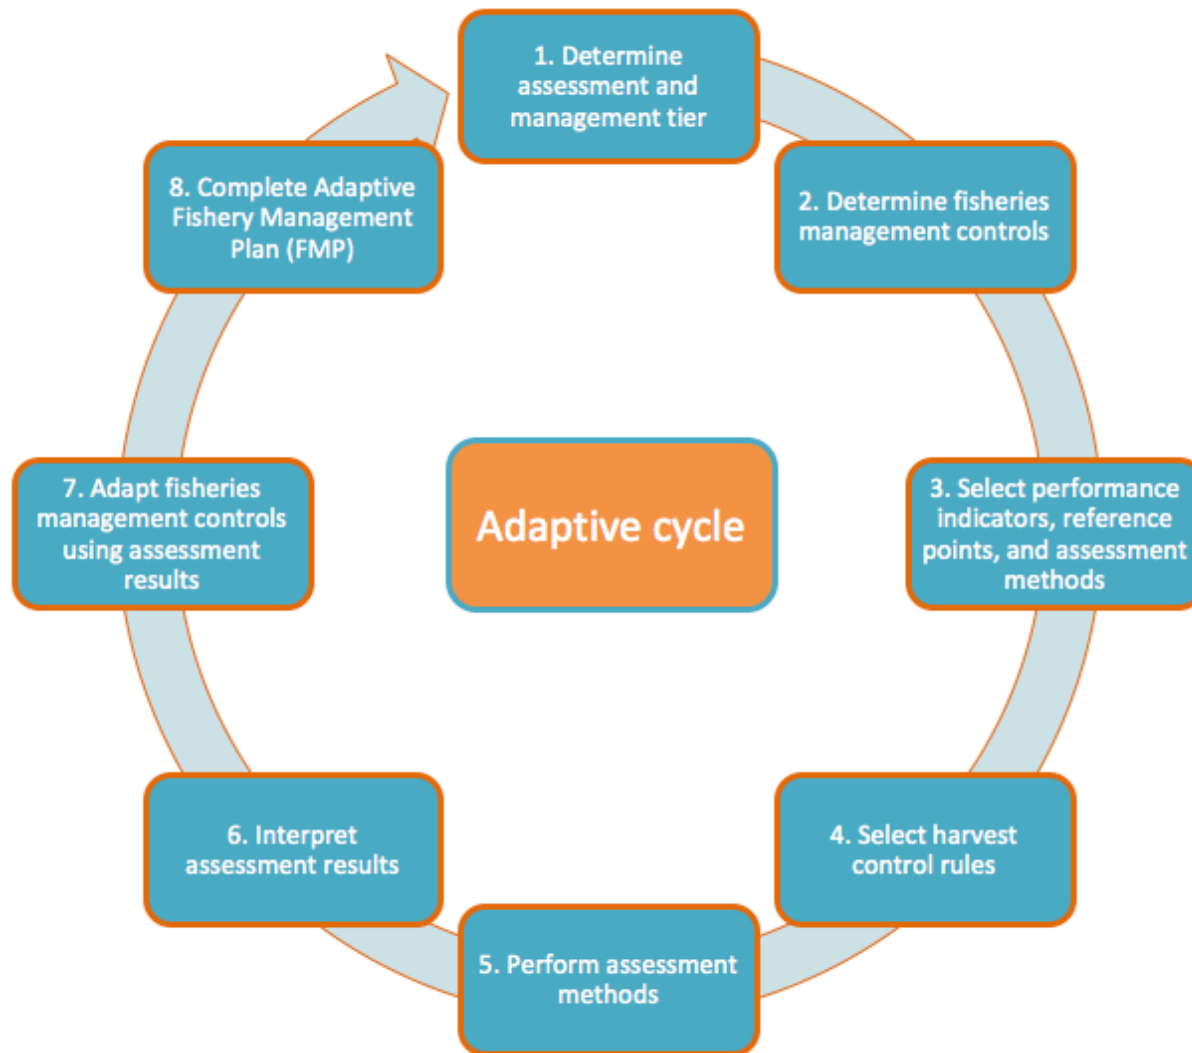 1. Determine
assessment and
management tier
2. Determine fisheries
management controls
3. Select performance
indicators, reference
points, and assessment
methods
4. Select harvest
control rules
5. Perform assessment
methods
6. Interpret
assessment results
7. Adapt fisheries
management controls
using assessment
results
8. Complete Adaptive
Fishery Management
Plan (FMP)
Adaptive cycle